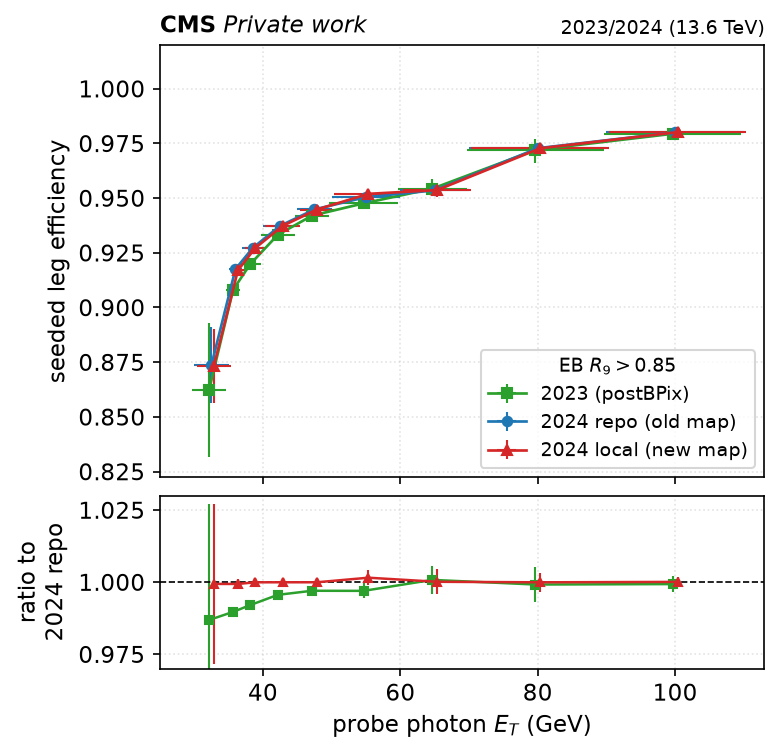 CMS Private work 2023/2024 (13.6 TeV)
seeded leg efficiency
1.000
0.975
0.950
0.925
0.900
0.875
0.850
0.825
EB R₉ > 0.85
2023 (postBPix)
2024 repo (old map)
2024 local (new map)
ratio to
2024 repo
1.025
1.000
0.975
40 60 80 100
probe photon E_T (GeV)